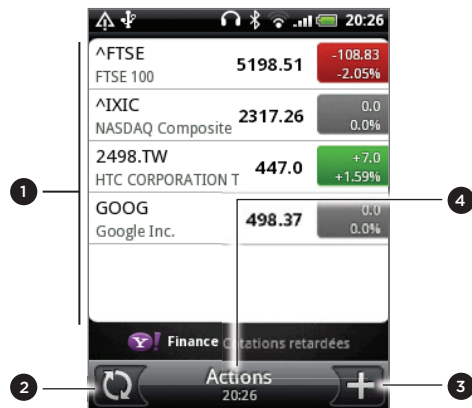 20:26
^FTSE 5198.51 -108.83
FTSE 100 -2.05%
^IXIC 2317.26 0.0
NASDAQ Composite 0.0%
2498.TW 447.0 +7.0
HTC CORPORATION T +1.59%
GOOG 498.37 0.0
Google Inc. 0.0%
Y! Finance Cotations retardées
Actions
20:26
1
4
2
3